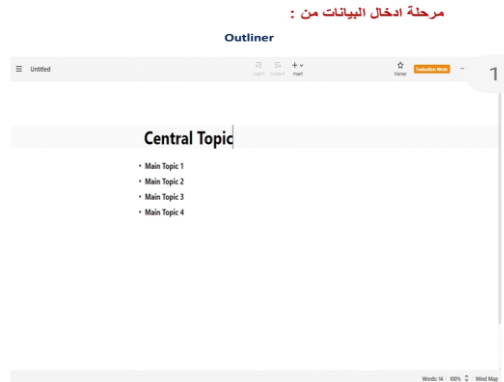 مرحلة ادخال البيانات من :
Outliner
Untitled
Insert
Marker Evaluation Mode
1
Central Topic
• Main Topic 1
• Main Topic 2
• Main Topic 3
• Main Topic 4
Words: 14 100% Mind Map